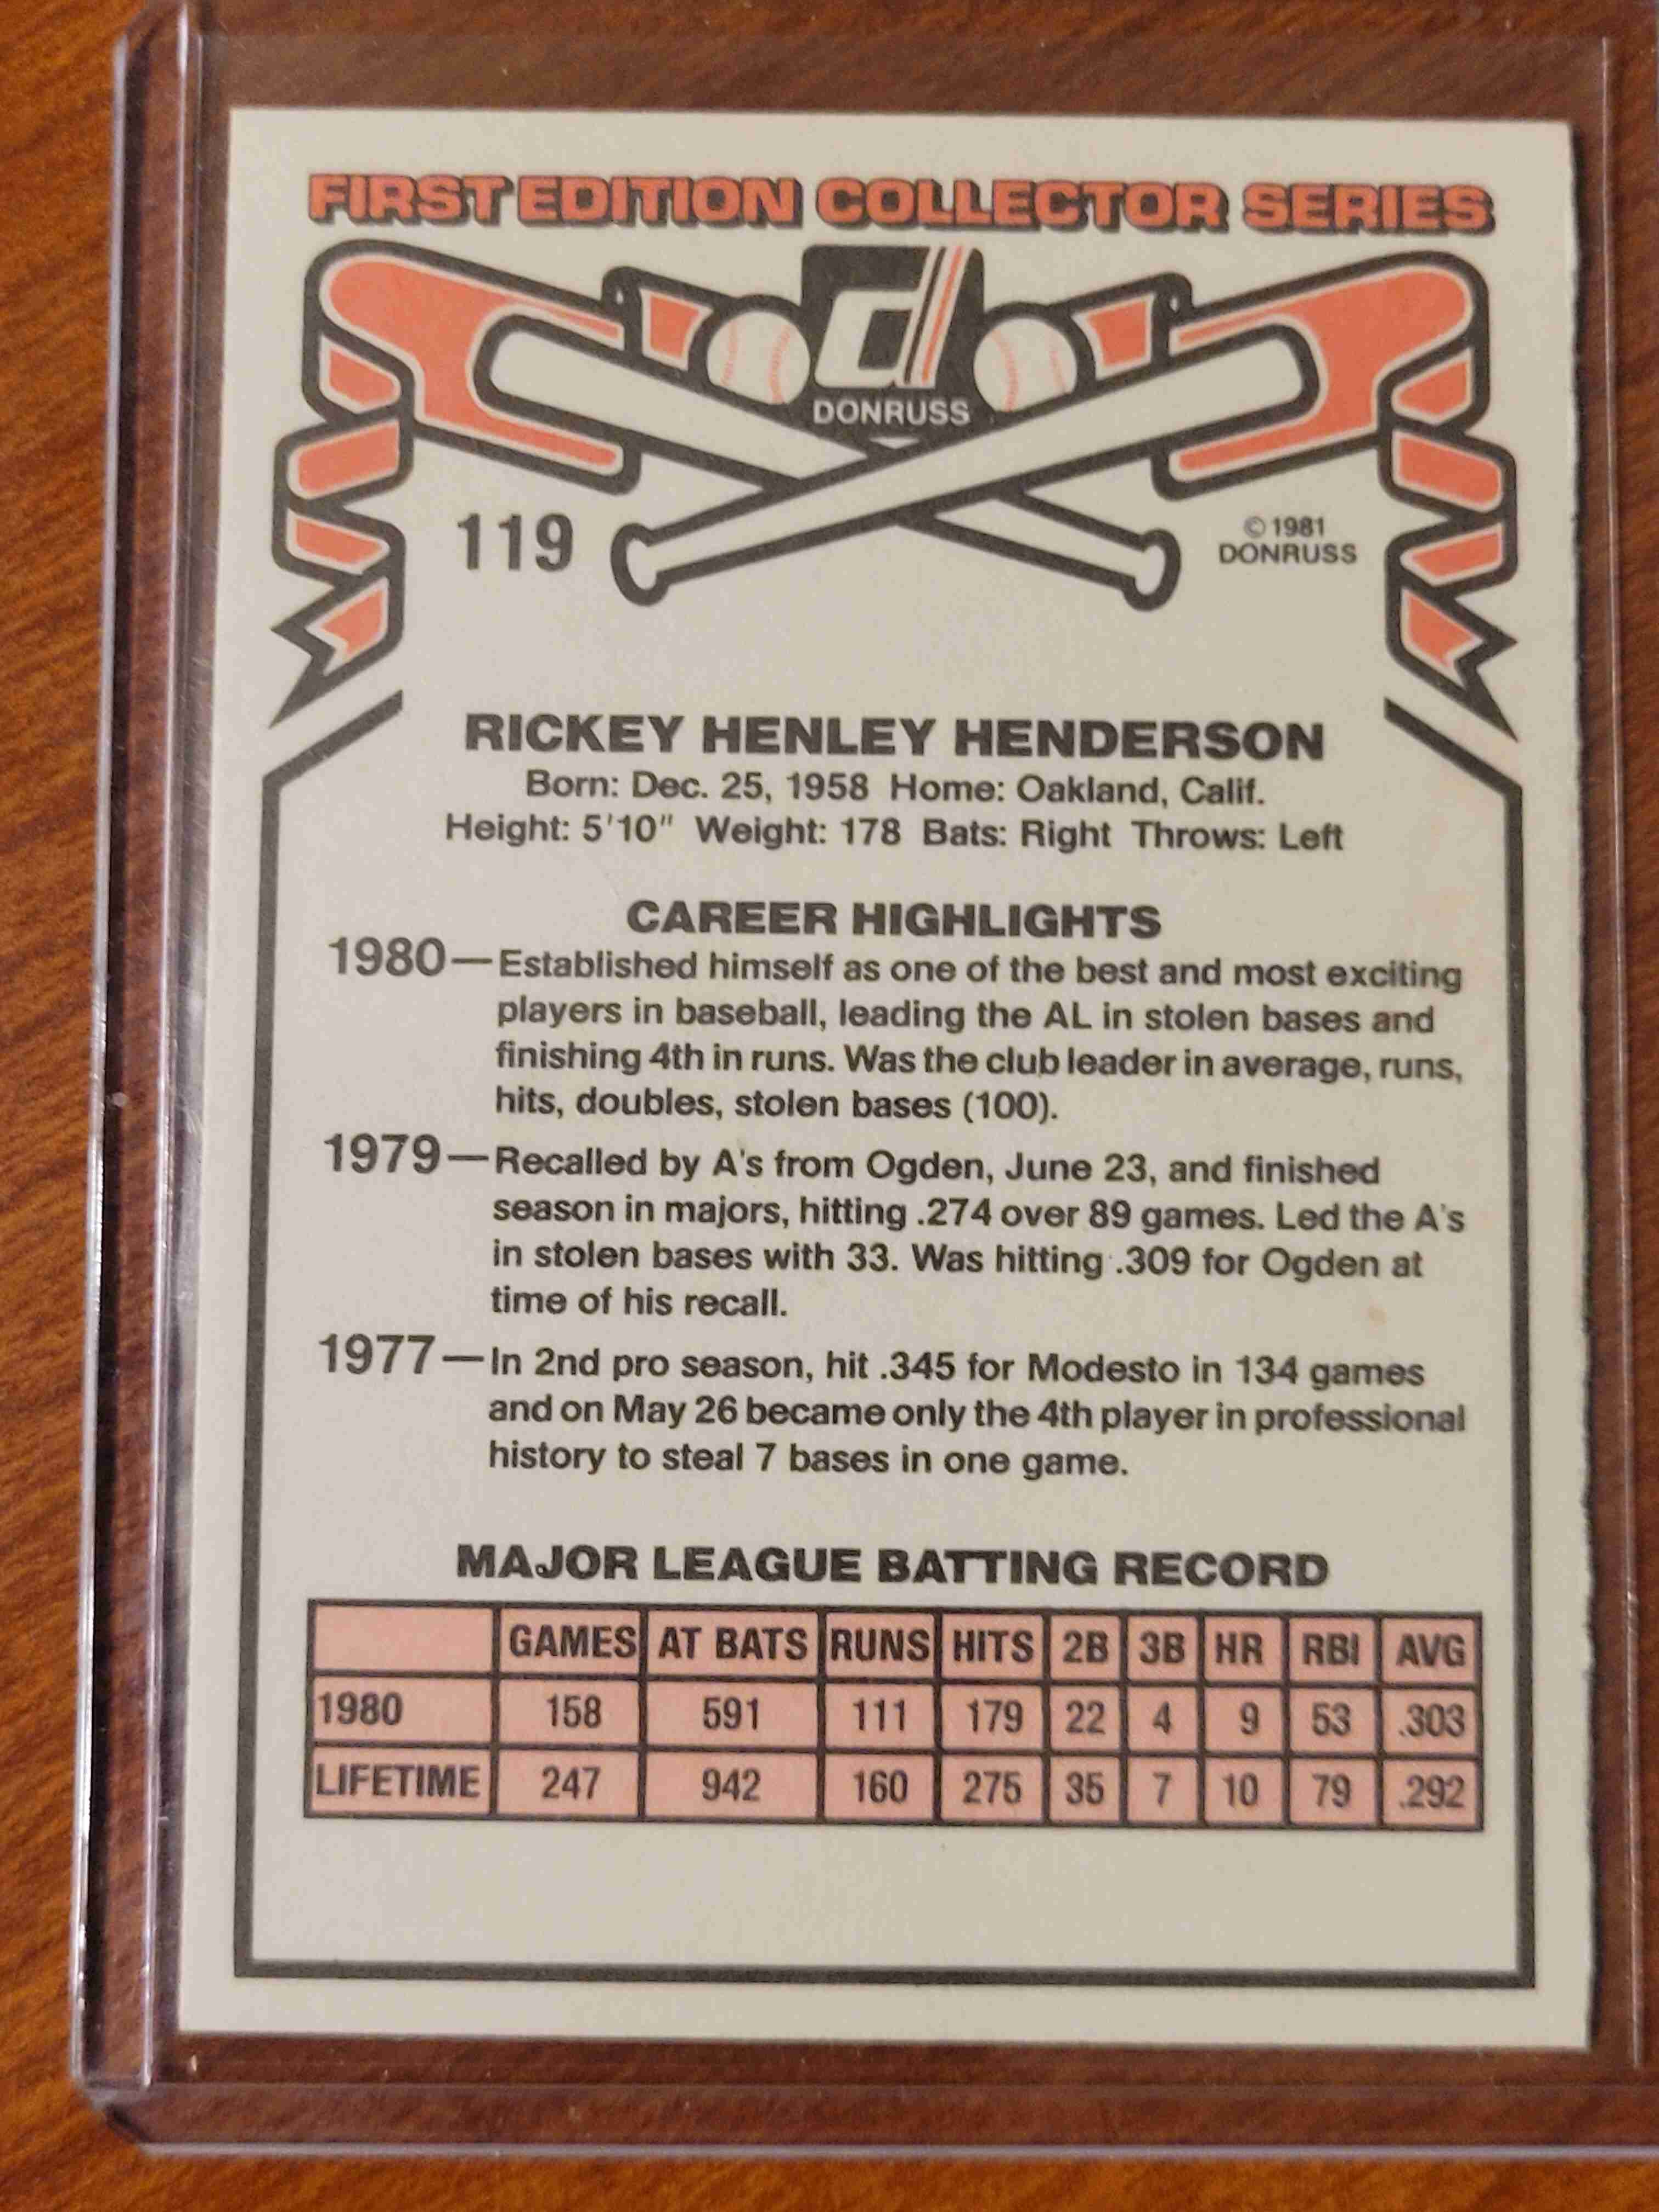 FIRST EDITION COLLECTOR SERIES
d
DONRUSS
119
© 1981
DONRUSS
RICKEY HENLEY HENDERSON
Born: Dec. 25, 1958 Home: Oakland, Calif.
Height: 5'10" Weight: 178 Bats: Right Throws: Left
CAREER HIGHLIGHTS
1980—Established himself as one of the best and most exciting
players in baseball, leading the AL in stolen bases and
finishing 4th in runs. Was the club leader in average, runs,
hits, doubles, stolen bases (100).
1979—Recalled by A's from Ogden, June 23, and finished
season in majors, hitting .274 over 89 games. Led the A's
in stolen bases with 33. Was hitting .309 for Ogden at
time of his recall.
1977—In 2nd pro season, hit .345 for Modesto in 134 games
and on May 26 became only the 4th player in professional
history to steal 7 bases in one game.
MAJOR LEAGUE BATTING RECORD
GAMES AT BATS RUNS HITS 2B 3B HR RBI AVG
1980 158 591 111 179 22 4 9 53 .303
LIFETIME 247 942 160 275 35 7 10 79 .292